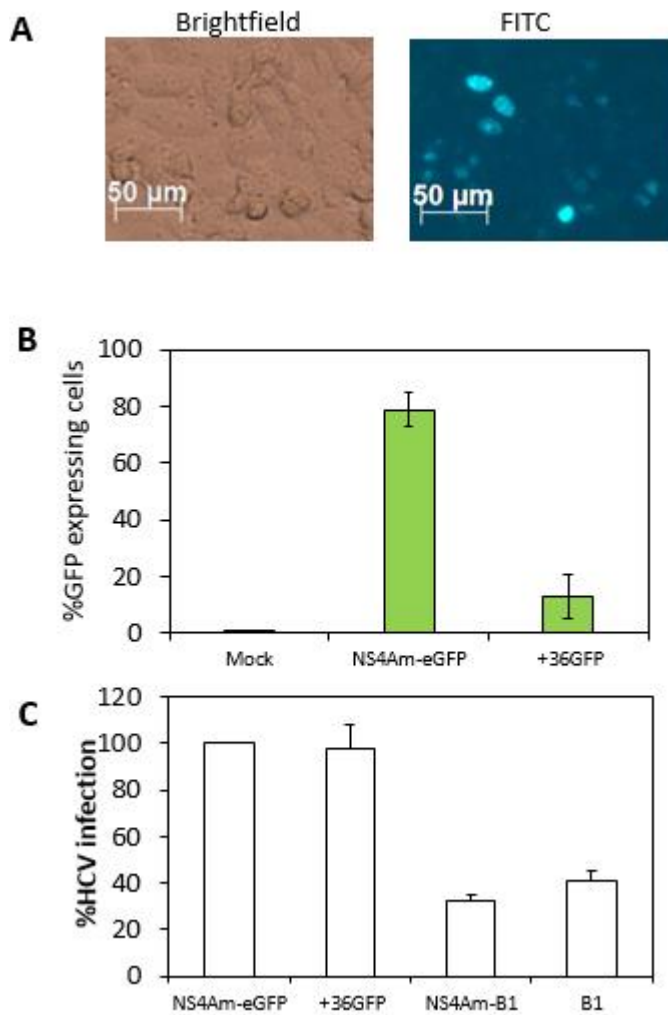 A
Brightfield
FITC
50 µm
50 µm
B
%GFP expressing cells
100
80
60
40
20
0
Mock
NS4Am-eGFP
+36GFP
C
%HCV infection
120
100
80
60
40
20
0
NS4Am-eGFP
+36GFP
NS4Am-B1
B1